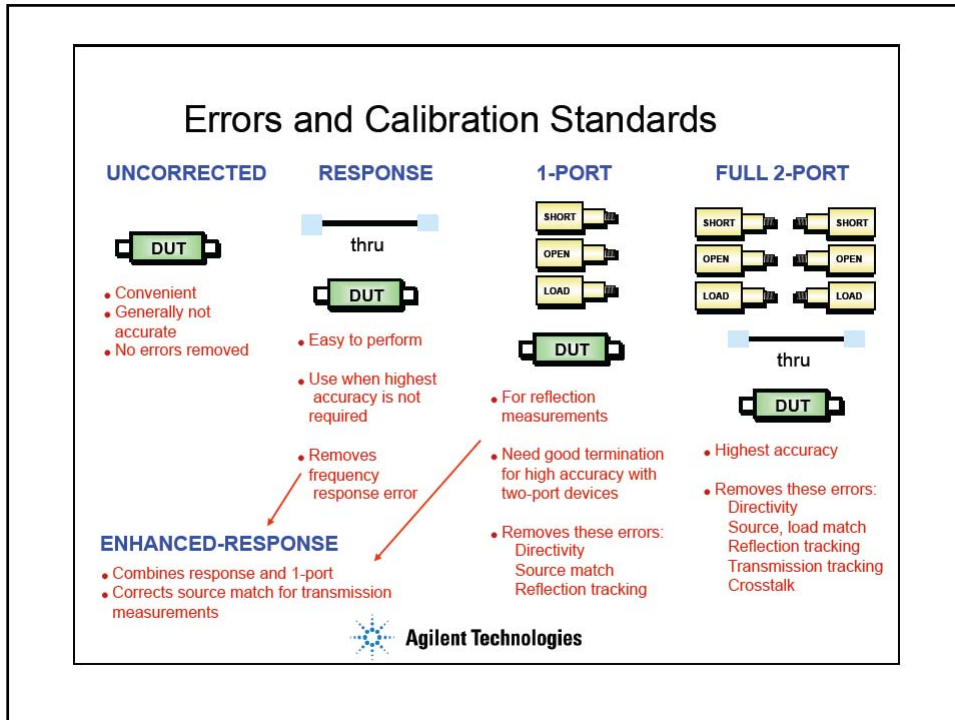 Errors and Calibration Standards
UNCORRECTED
DUT
• Convenient
• Generally not
accurate
• No errors removed
RESPONSE
thru
DUT
• Easy to perform
• Use when highest
accuracy is not
required
• Removes
frequency
response error
1-PORT
SHORT
OPEN
LOAD
DUT
• For reflection
measurements
• Need good termination
for high accuracy with
two-port devices
• Removes these errors:
Directivity
Source match
Reflection tracking
FULL 2-PORT
SHORT SHORT
OPEN OPEN
LOAD LOAD
thru
DUT
• Highest accuracy
• Removes these errors:
Directivity
Source, load match
Reflection tracking
Transmission tracking
Crosstalk
ENHANCED-RESPONSE
• Combines response and 1-port
• Corrects source match for transmission
measurements
Agilent Technologies